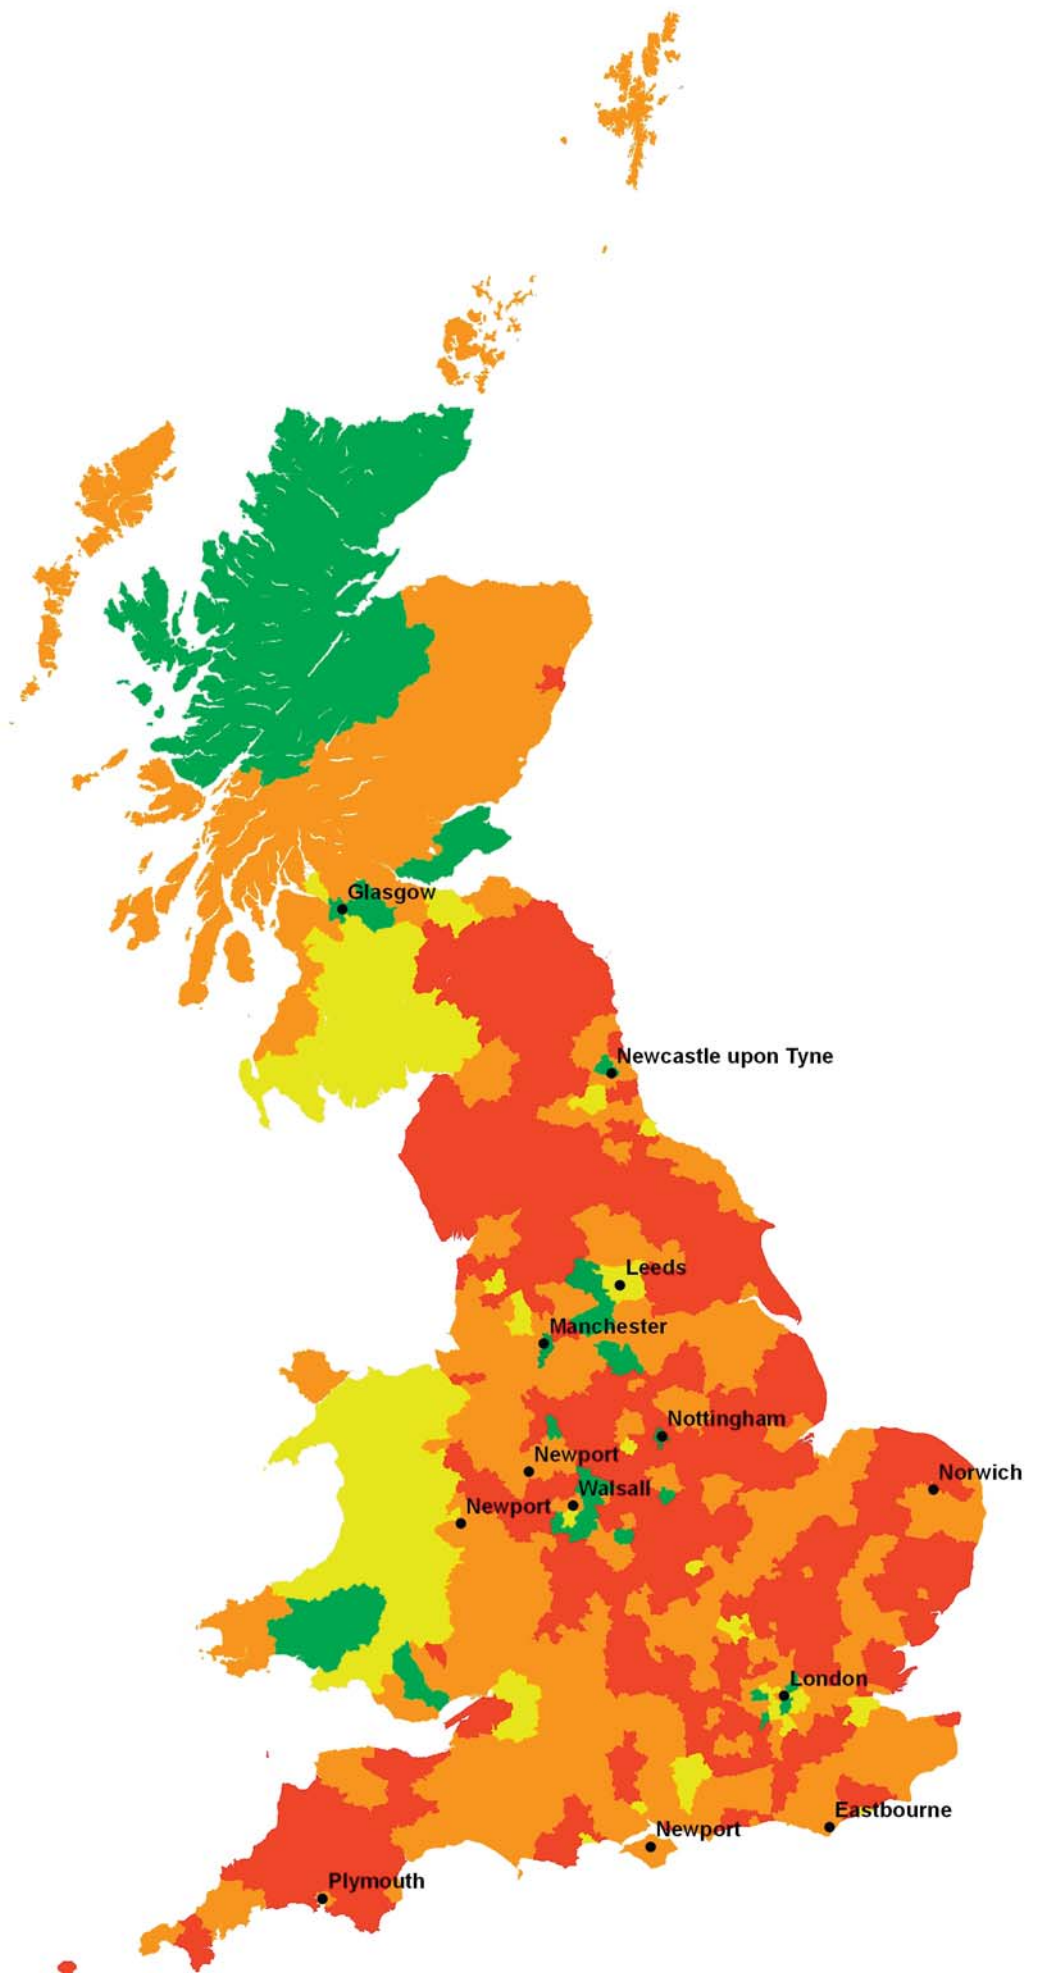 Glasgow
Newcastle upon Tyne
Leeds
Manchester
Nottingham
Newport
Norwich
Walsall
Newport
London
Eastbourne
Newport
Plymouth